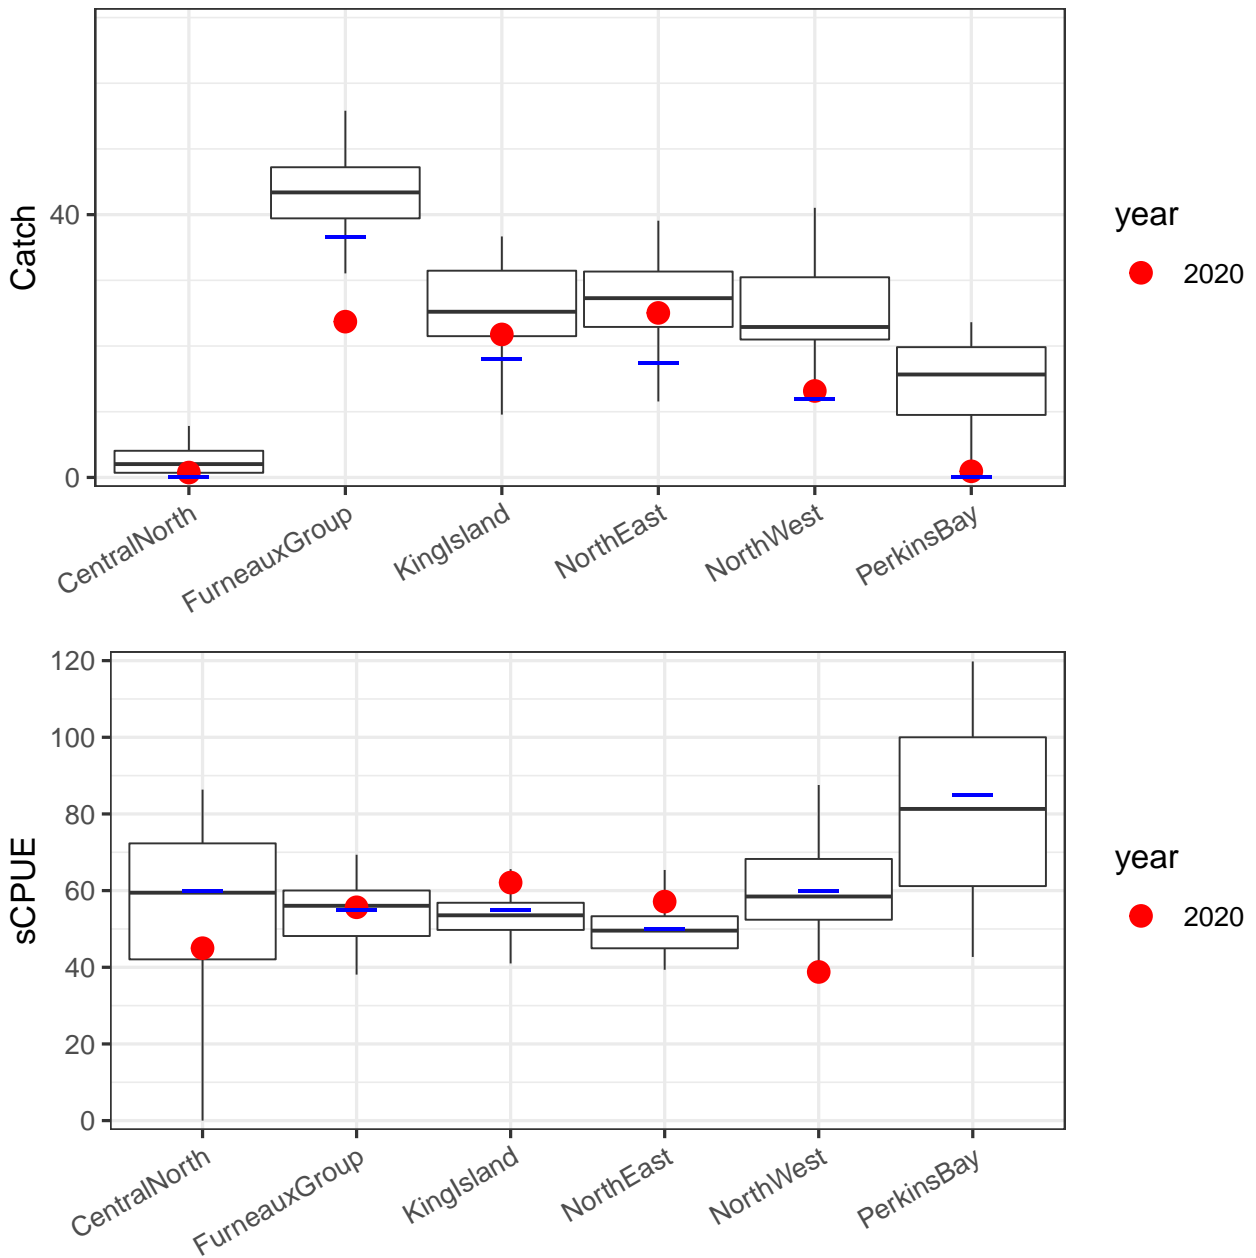 Catch
40
0
CentralNorth
FurneauxGroup
KingIsland
NorthEast
NorthWest
PerkinsBay
year
2020
sCPUE
120
100
80
60
40
20
0
CentralNorth
FurneauxGroup
KingIsland
NorthEast
NorthWest
PerkinsBay
year
2020